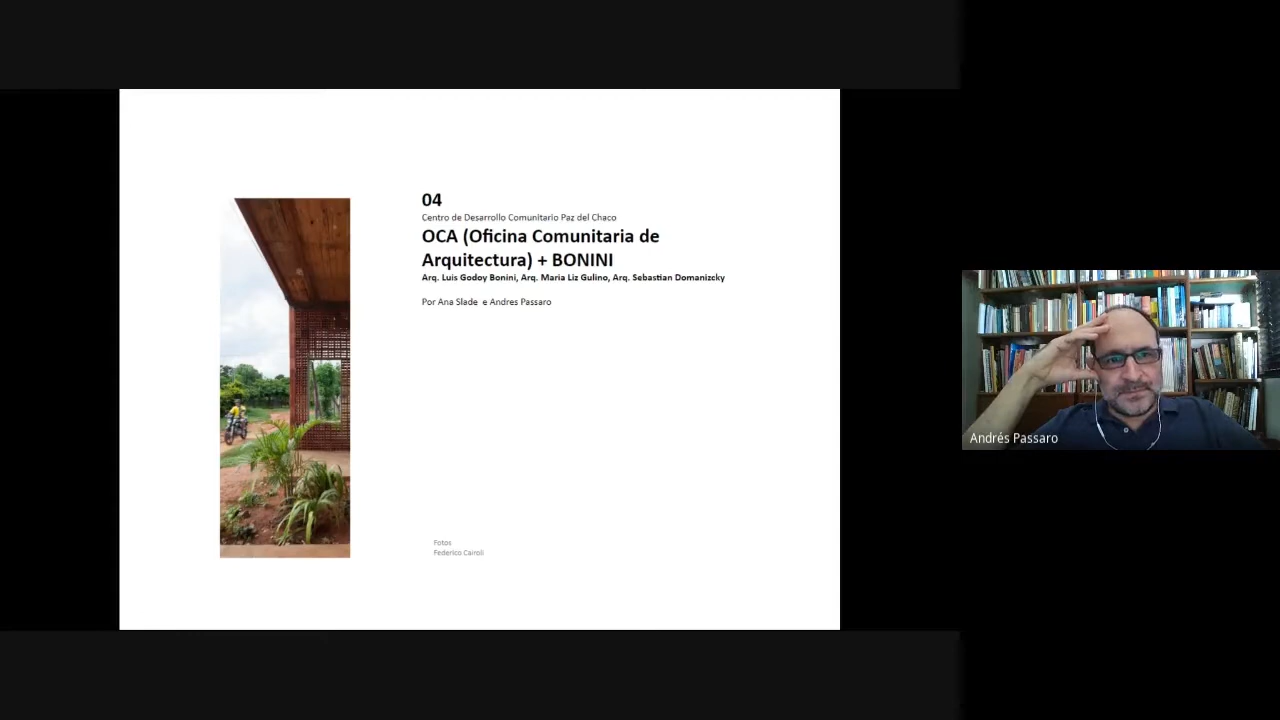 04
Centro de Desarrollo Comunitario Paz del Chaco
OCA (Oficina Comunitaria de
Arquitectura) + BONINI
Arq. Luis Godoy Bonini, Arq. Maria Liz Gulino, Arq. Sebastian Domanizcky
Por Ana Slade e Andres Passaro
Fotos
Federico Cairoli
Andrés Passaro